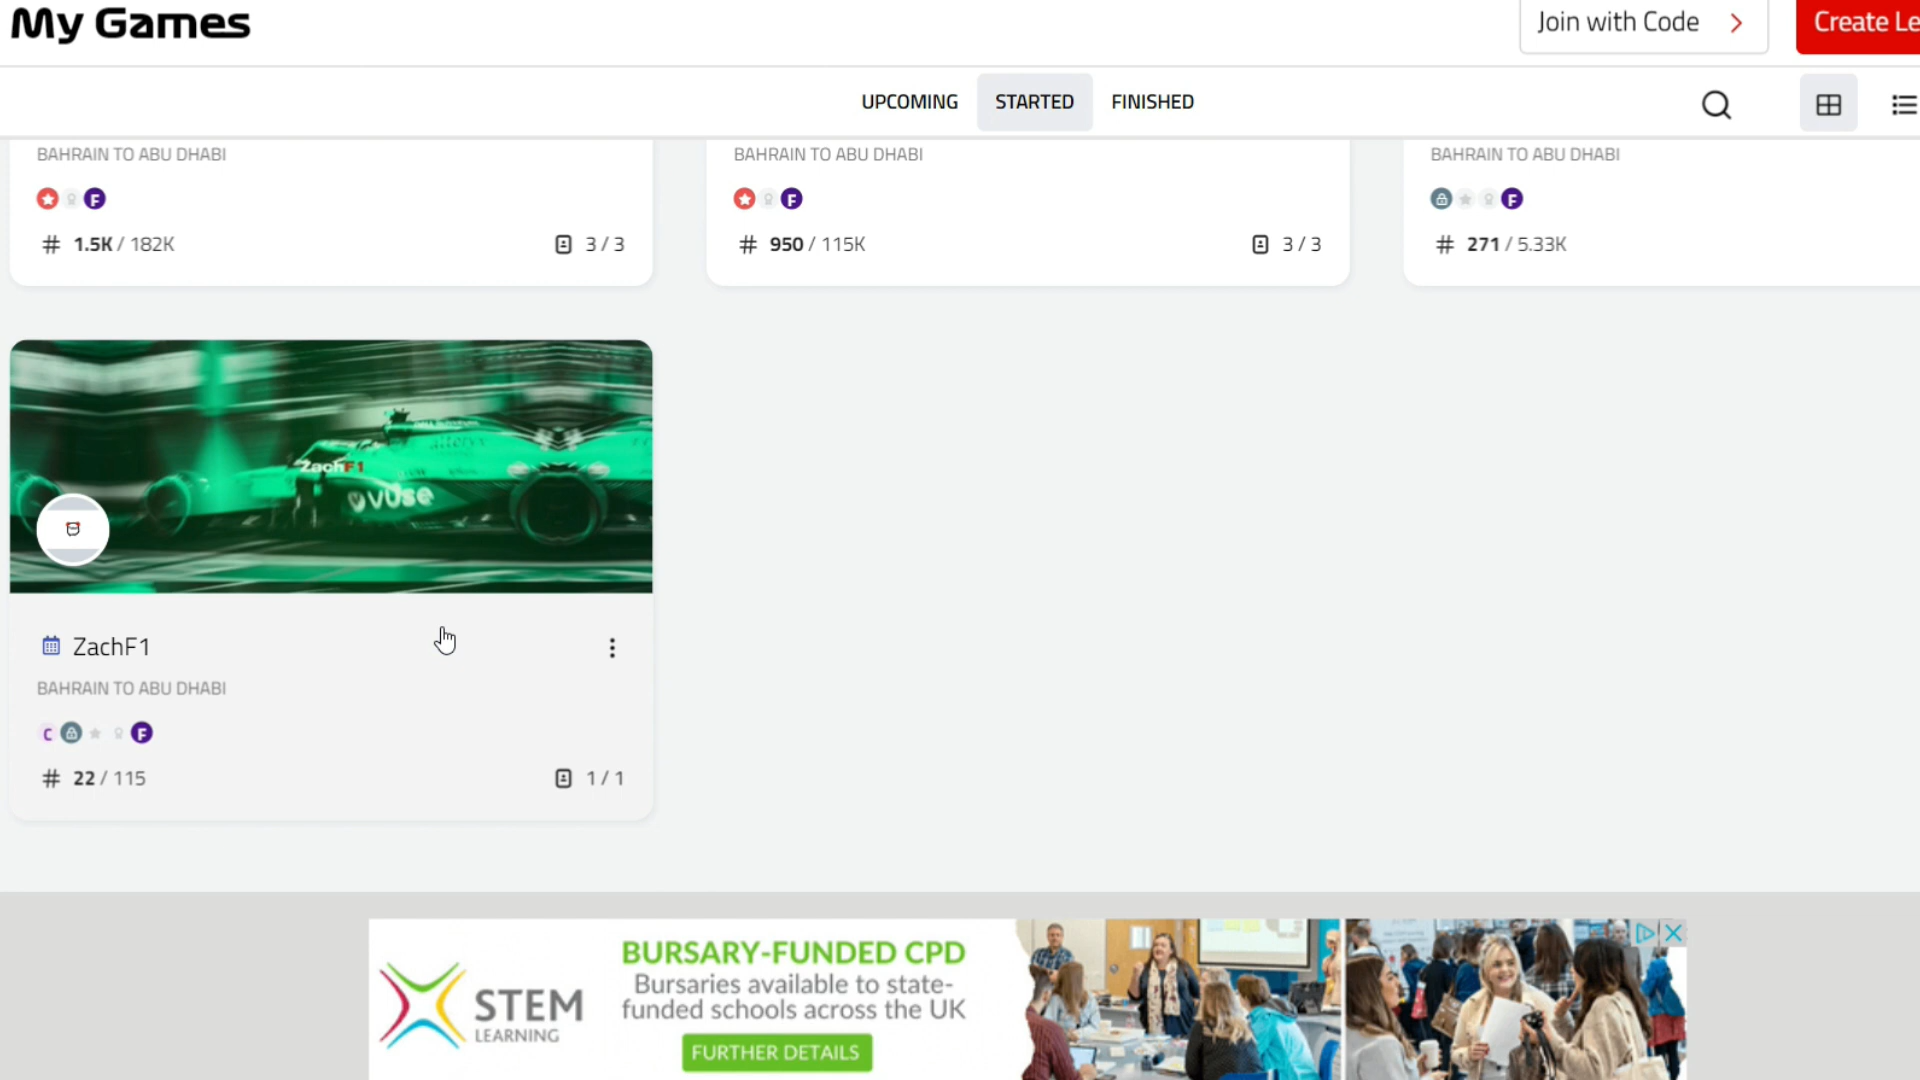 My Games
Join with Code
Create Le
UPCOMING
STARTED
FINISHED
BAHRAIN TO ABU DHABI
F
# 1.5K / 182K
3 / 3
BAHRAIN TO ABU DHABI
F
# 950 / 115K
3 / 3
BAHRAIN TO ABU DHABI
F
# 271 / 5.33K
ZachF1
vuse
ZachF1
BAHRAIN TO ABU DHABI
C F
# 22 / 115
1 / 1
STEM
LEARNING
BURSARY-FUNDED CPD
Bursaries available to state-
funded schools across the UK
FURTHER DETAILS